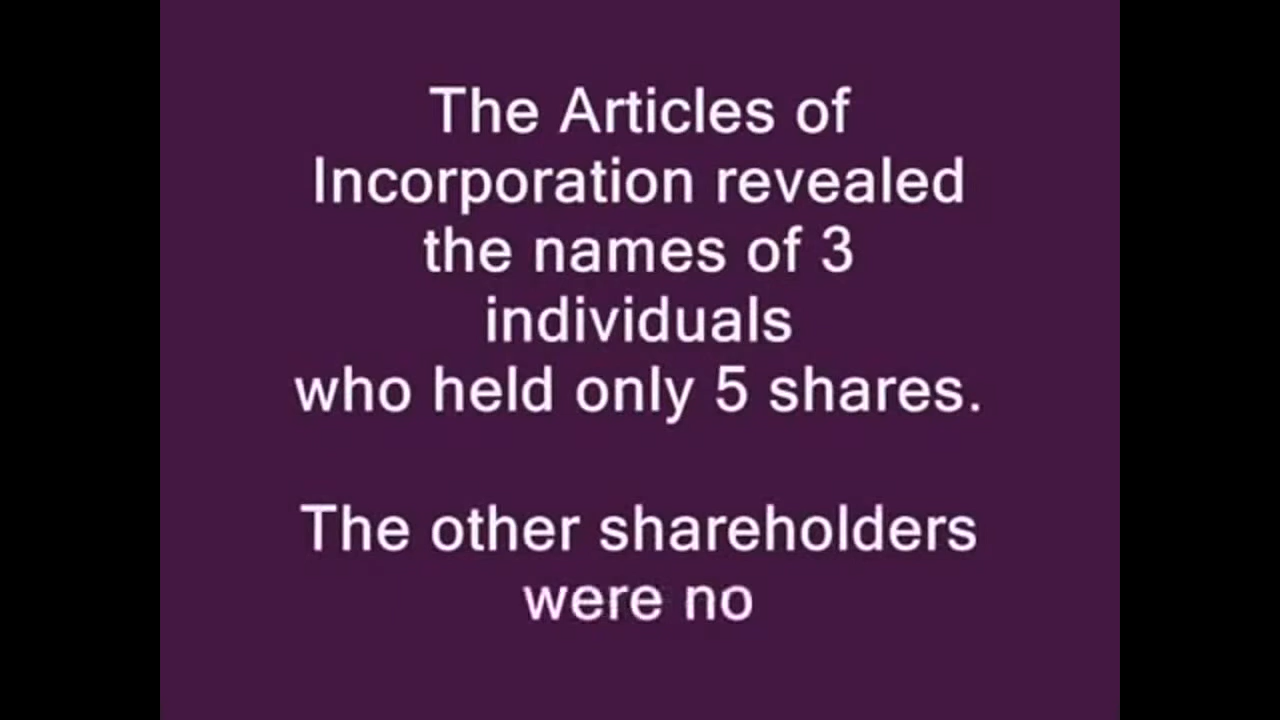 The Articles of
Incorporation revealed
the names of 3
individuals
who held only 5 shares.
The other shareholders
were no